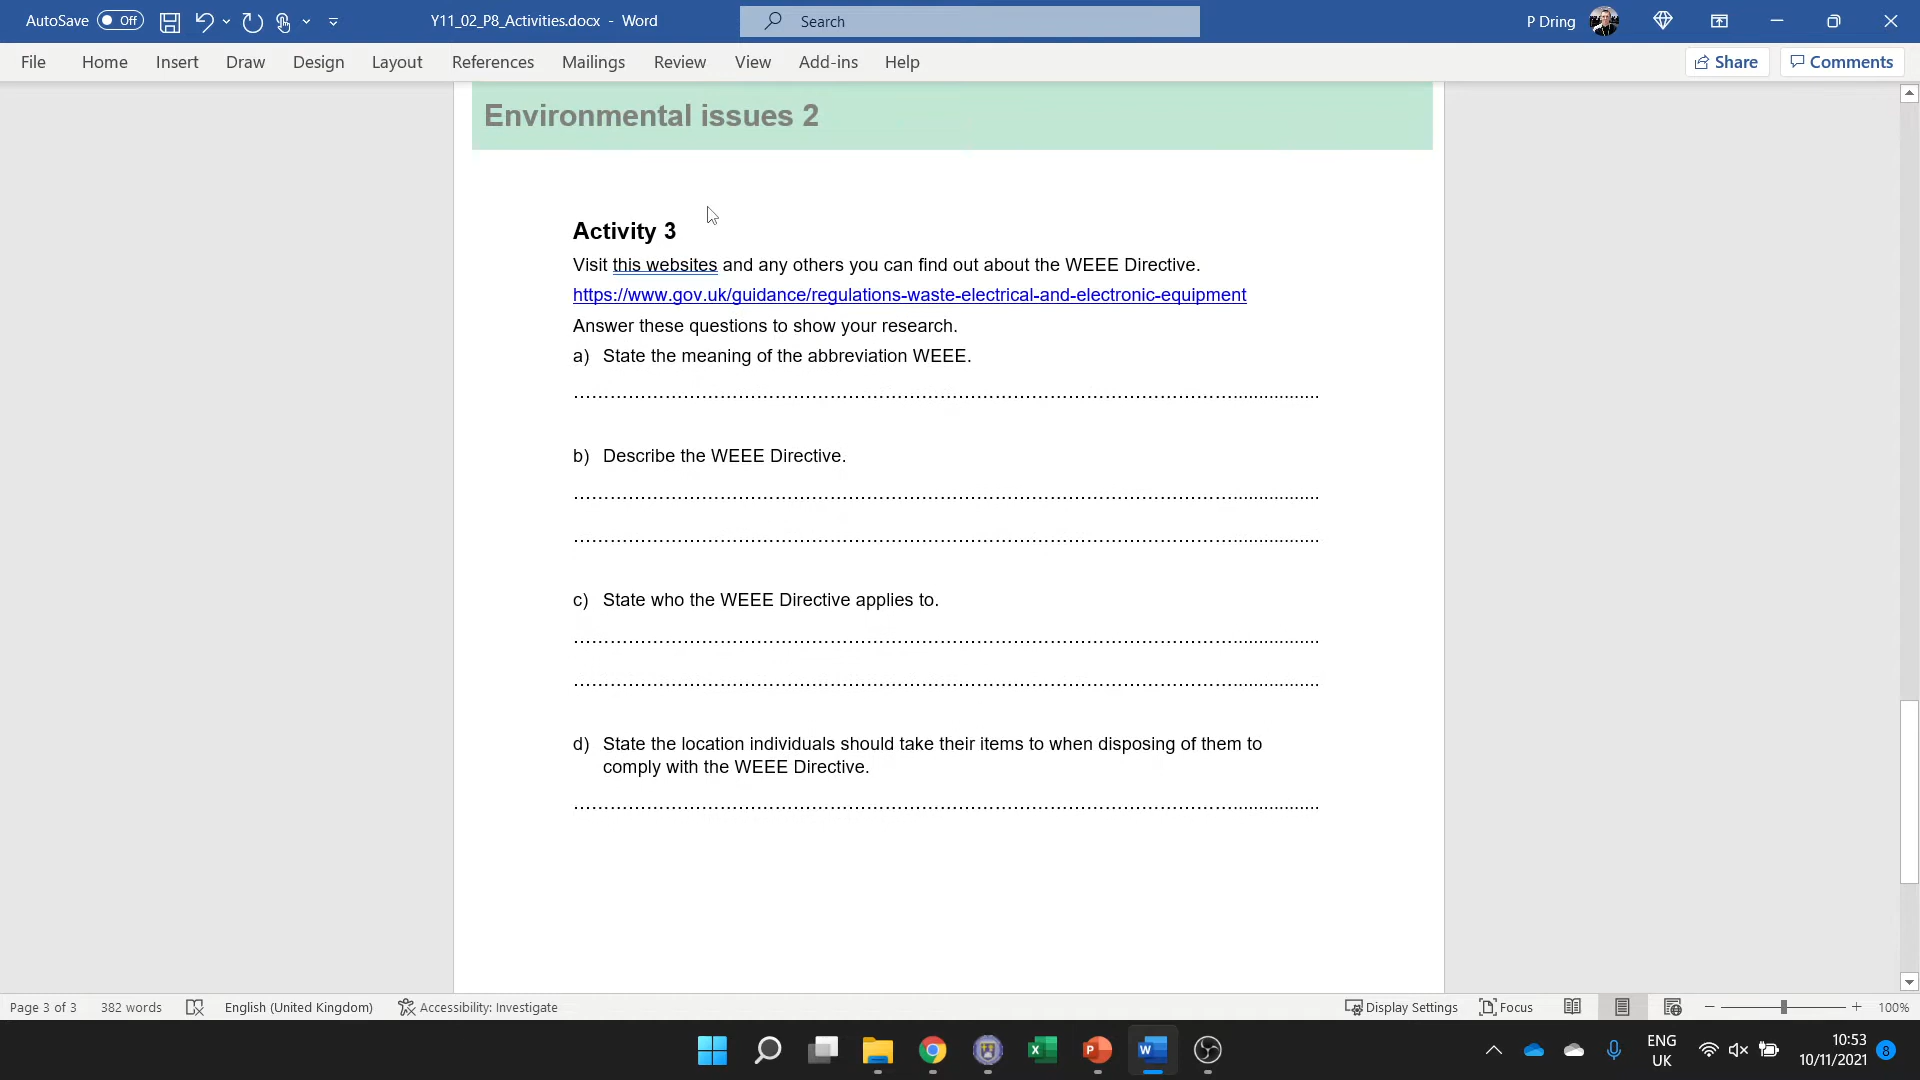 AutoSave Off Y11_02_P8_Activities.docx - Word Search P Dring
File Home Insert Draw Design Layout References Mailings Review View Add-ins Help Share Comments
Environmental issues 2
Activity 3
Visit this websites and any others you can find out about the WEEE Directive.
https://www.gov.uk/guidance/regulations-waste-electrical-and-electronic-equipment
Answer these questions to show your research.
a) State the meaning of the abbreviation WEEE.
b) Describe the WEEE Directive.
c) State who the WEEE Directive applies to.
d) State the location individuals should take their items to when disposing of them to
comply with the WEEE Directive.
Page 3 of 3 382 words English (United Kingdom) Accessibility: Investigate Display Settings Focus 100%
ENG 10:53
UK 10/11/2021 8